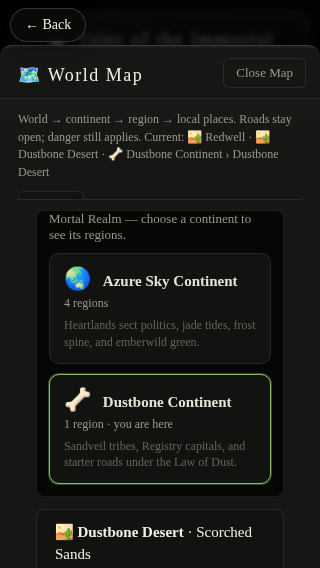 ← Back
🗺️ World Map
Close Map
World → continent → region → local places. Roads stay
open; danger still applies. Current: 🏜️ Redwell · 🏜️
Dustbone Desert · 🦴 Dustbone Continent › Dustbone
Desert
Mortal Realm — choose a continent to
see its regions.
🌏 Azure Sky Continent
4 regions
Heartlands sect politics, jade tides, frost
spine, and emberwild green.
🦴 Dustbone Continent
1 region · you are here
Sandveil tribes, Registry capitals, and
starter roads under the Law of Dust.
🏜️ Dustbone Desert · Scorched
Sands